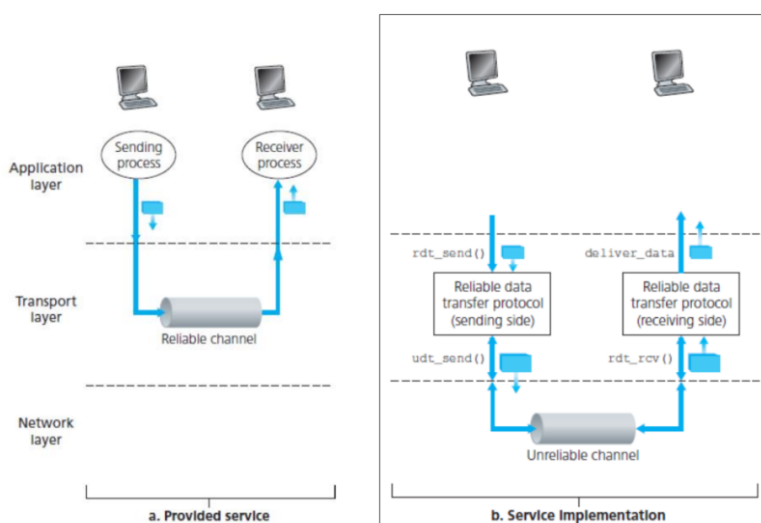 Sending
process
Receiver
process
Application
layer
rdt_send()
deliver_data
Reliable data
transfer protocol
(sending side)
Reliable data
transfer protocol
(receiving side)
Transport
layer
Reliable channel
udt_send()
rdt_rcv()
Network
layer
Unreliable channel
a. Provided service
b. Service implementation